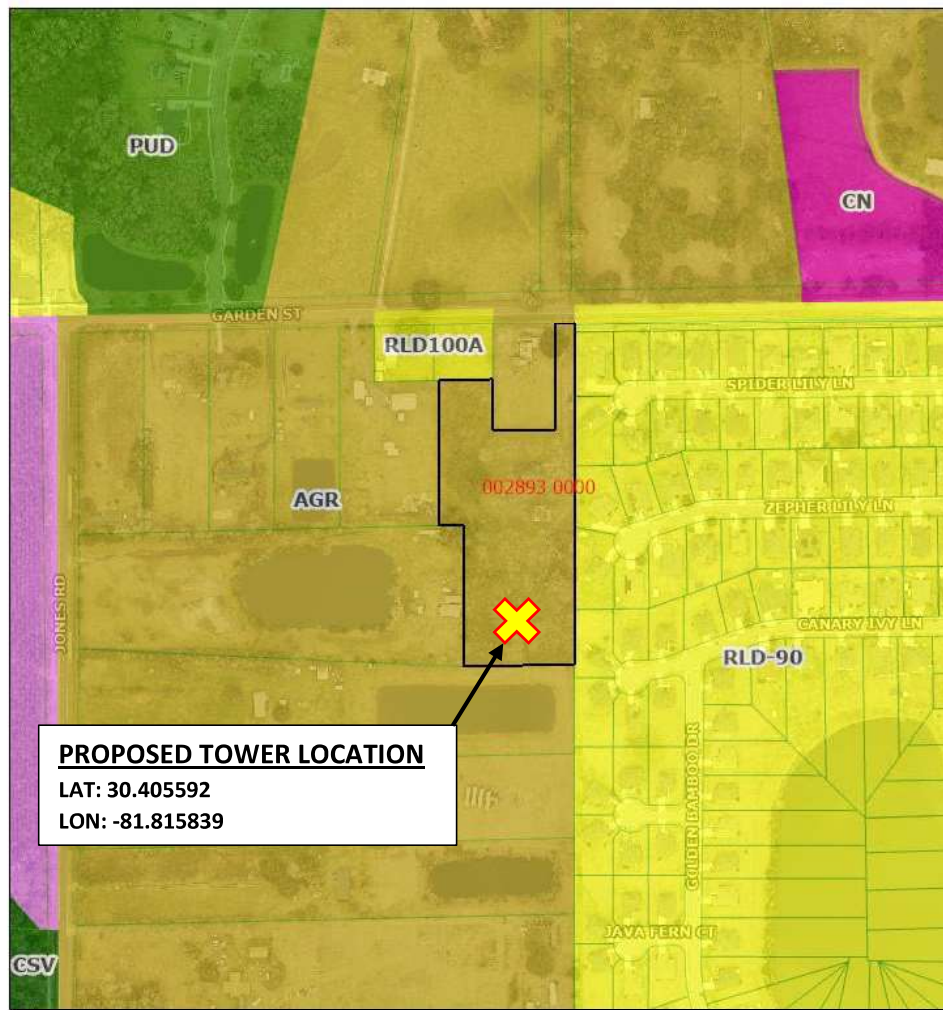 PUD
CN
GARDEN ST
RLD100A
SPIDER LILY LN
002893 0000
AGR
ZEPHER LILY LN
JONES RD
CANARY IVY LN
RLD-90
PROPOSED TOWER LOCATION
LAT: 30.405592
LON: -81.815839
GOLDEN BAMBOO DR
JAVA FERN CT
CSV